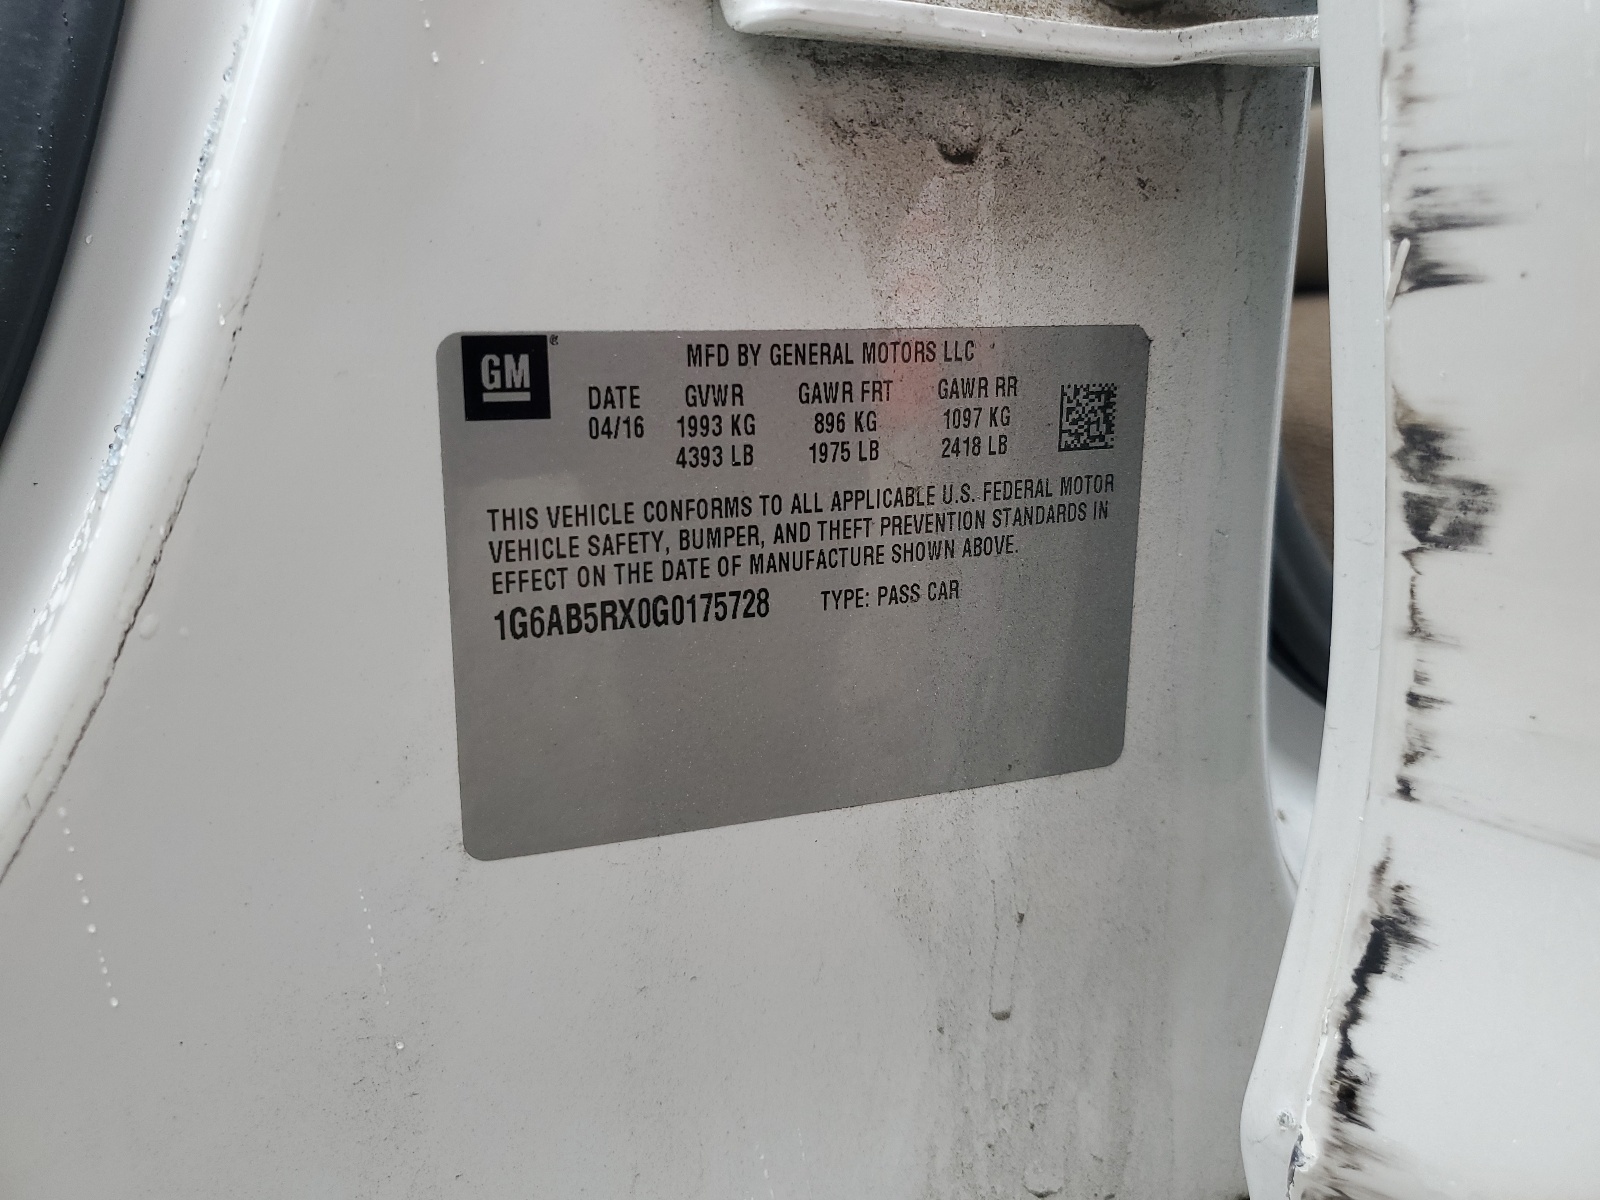 GM ®
MFD BY GENERAL MOTORS LLC
DATE GVWR GAWR FRT GAWR RR
04/16 1993 KG 896 KG 1097 KG
4393 LB 1975 LB 2418 LB
THIS VEHICLE CONFORMS TO ALL APPLICABLE U.S. FEDERAL MOTOR
VEHICLE SAFETY, BUMPER, AND THEFT PREVENTION STANDARDS IN
EFFECT ON THE DATE OF MANUFACTURE SHOWN ABOVE.
1G6AB5RX0G0175728 TYPE: PASS CAR